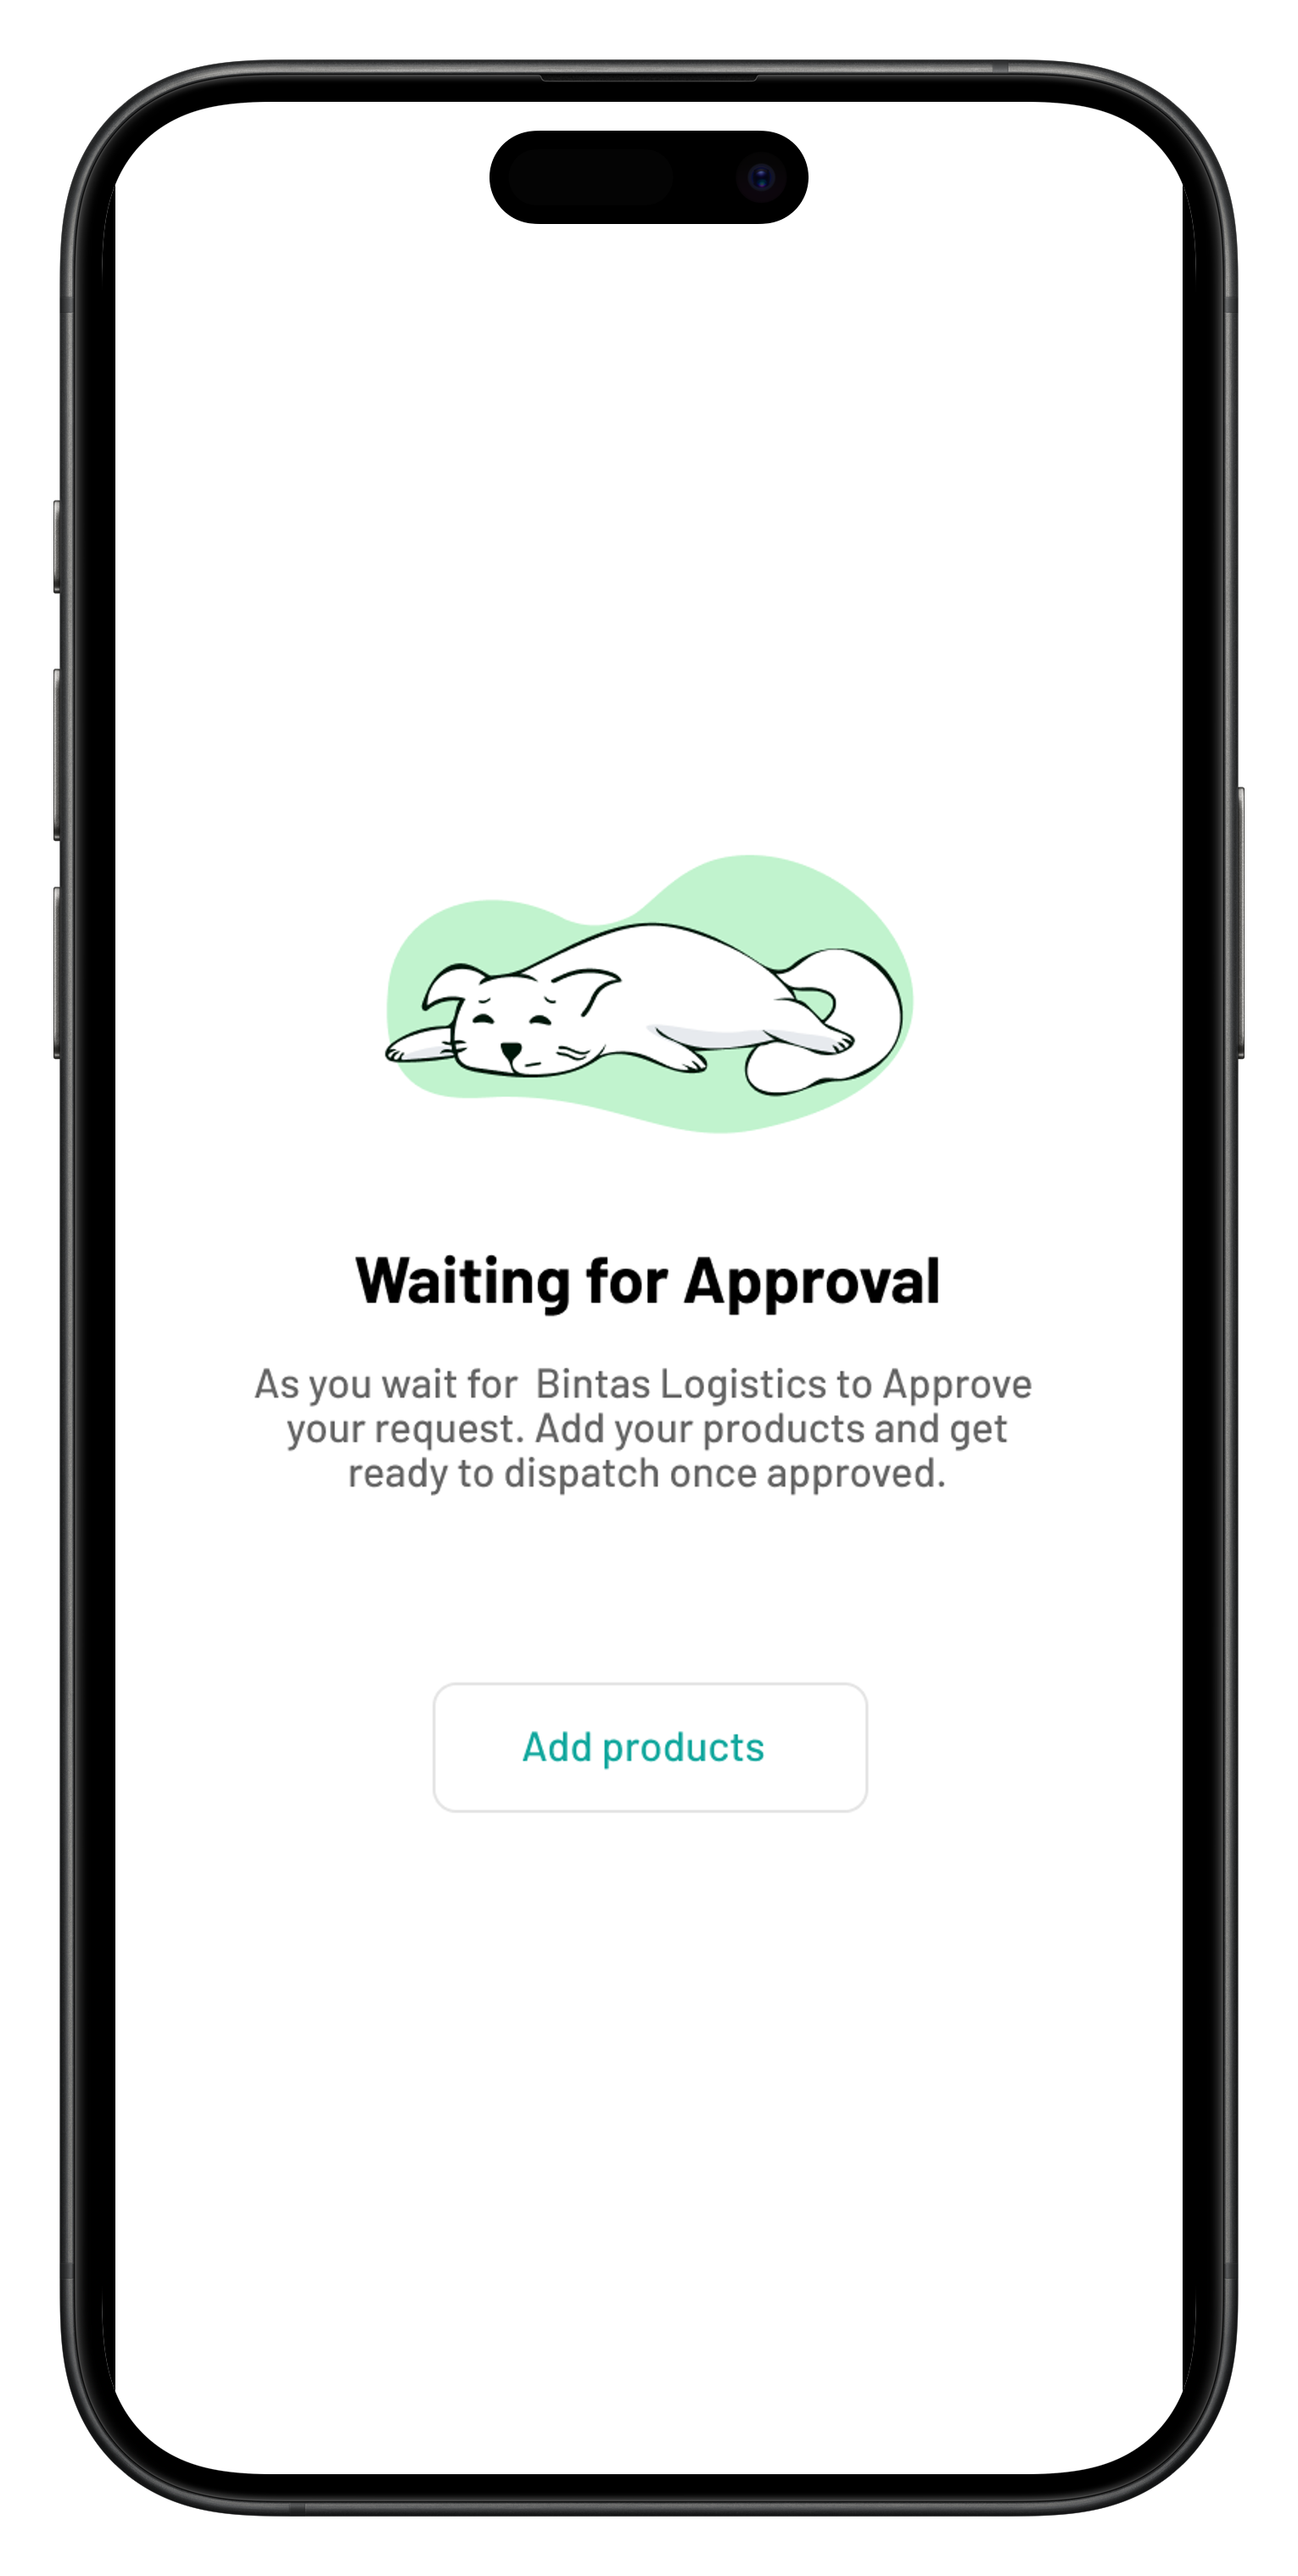 Waiting for Approval
As you wait for  Bintas Logistics to Approve
your request. Add your products and get
ready to dispatch once approved.
Add products